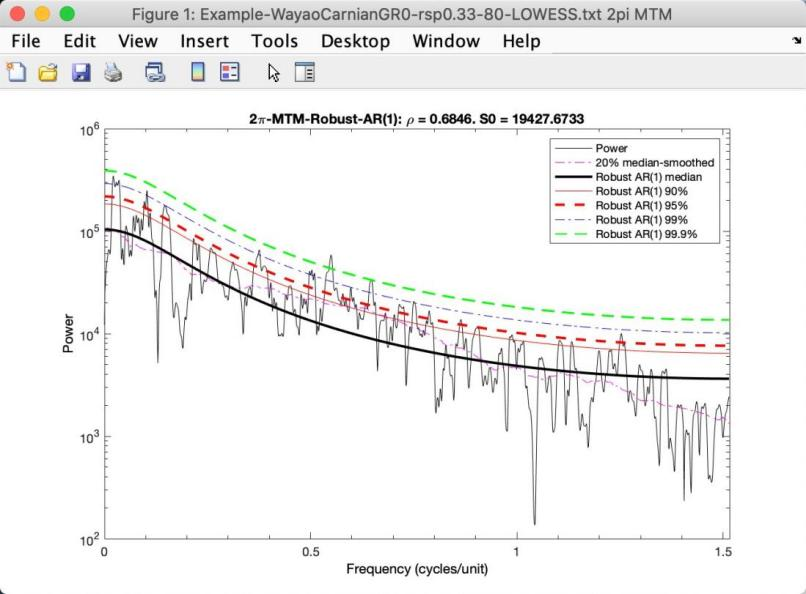 Figure 1: Example-WayaoCarnianGR0-rsp0.33-80-LOWESS.txt 2pi MTM
File Edit View Insert Tools Desktop Window Help
2π-MTM-Robust-AR(1): ρ = 0.6846. S0 = 19427.6733
10^6
10^5
10^4
10^3
10^2
Power
Power
20% median-smoothed
Robust AR(1) median
Robust AR(1) 90%
Robust AR(1) 95%
Robust AR(1) 99%
Robust AR(1) 99.9%
0 0.5 1 1.5
Frequency (cycles/unit)